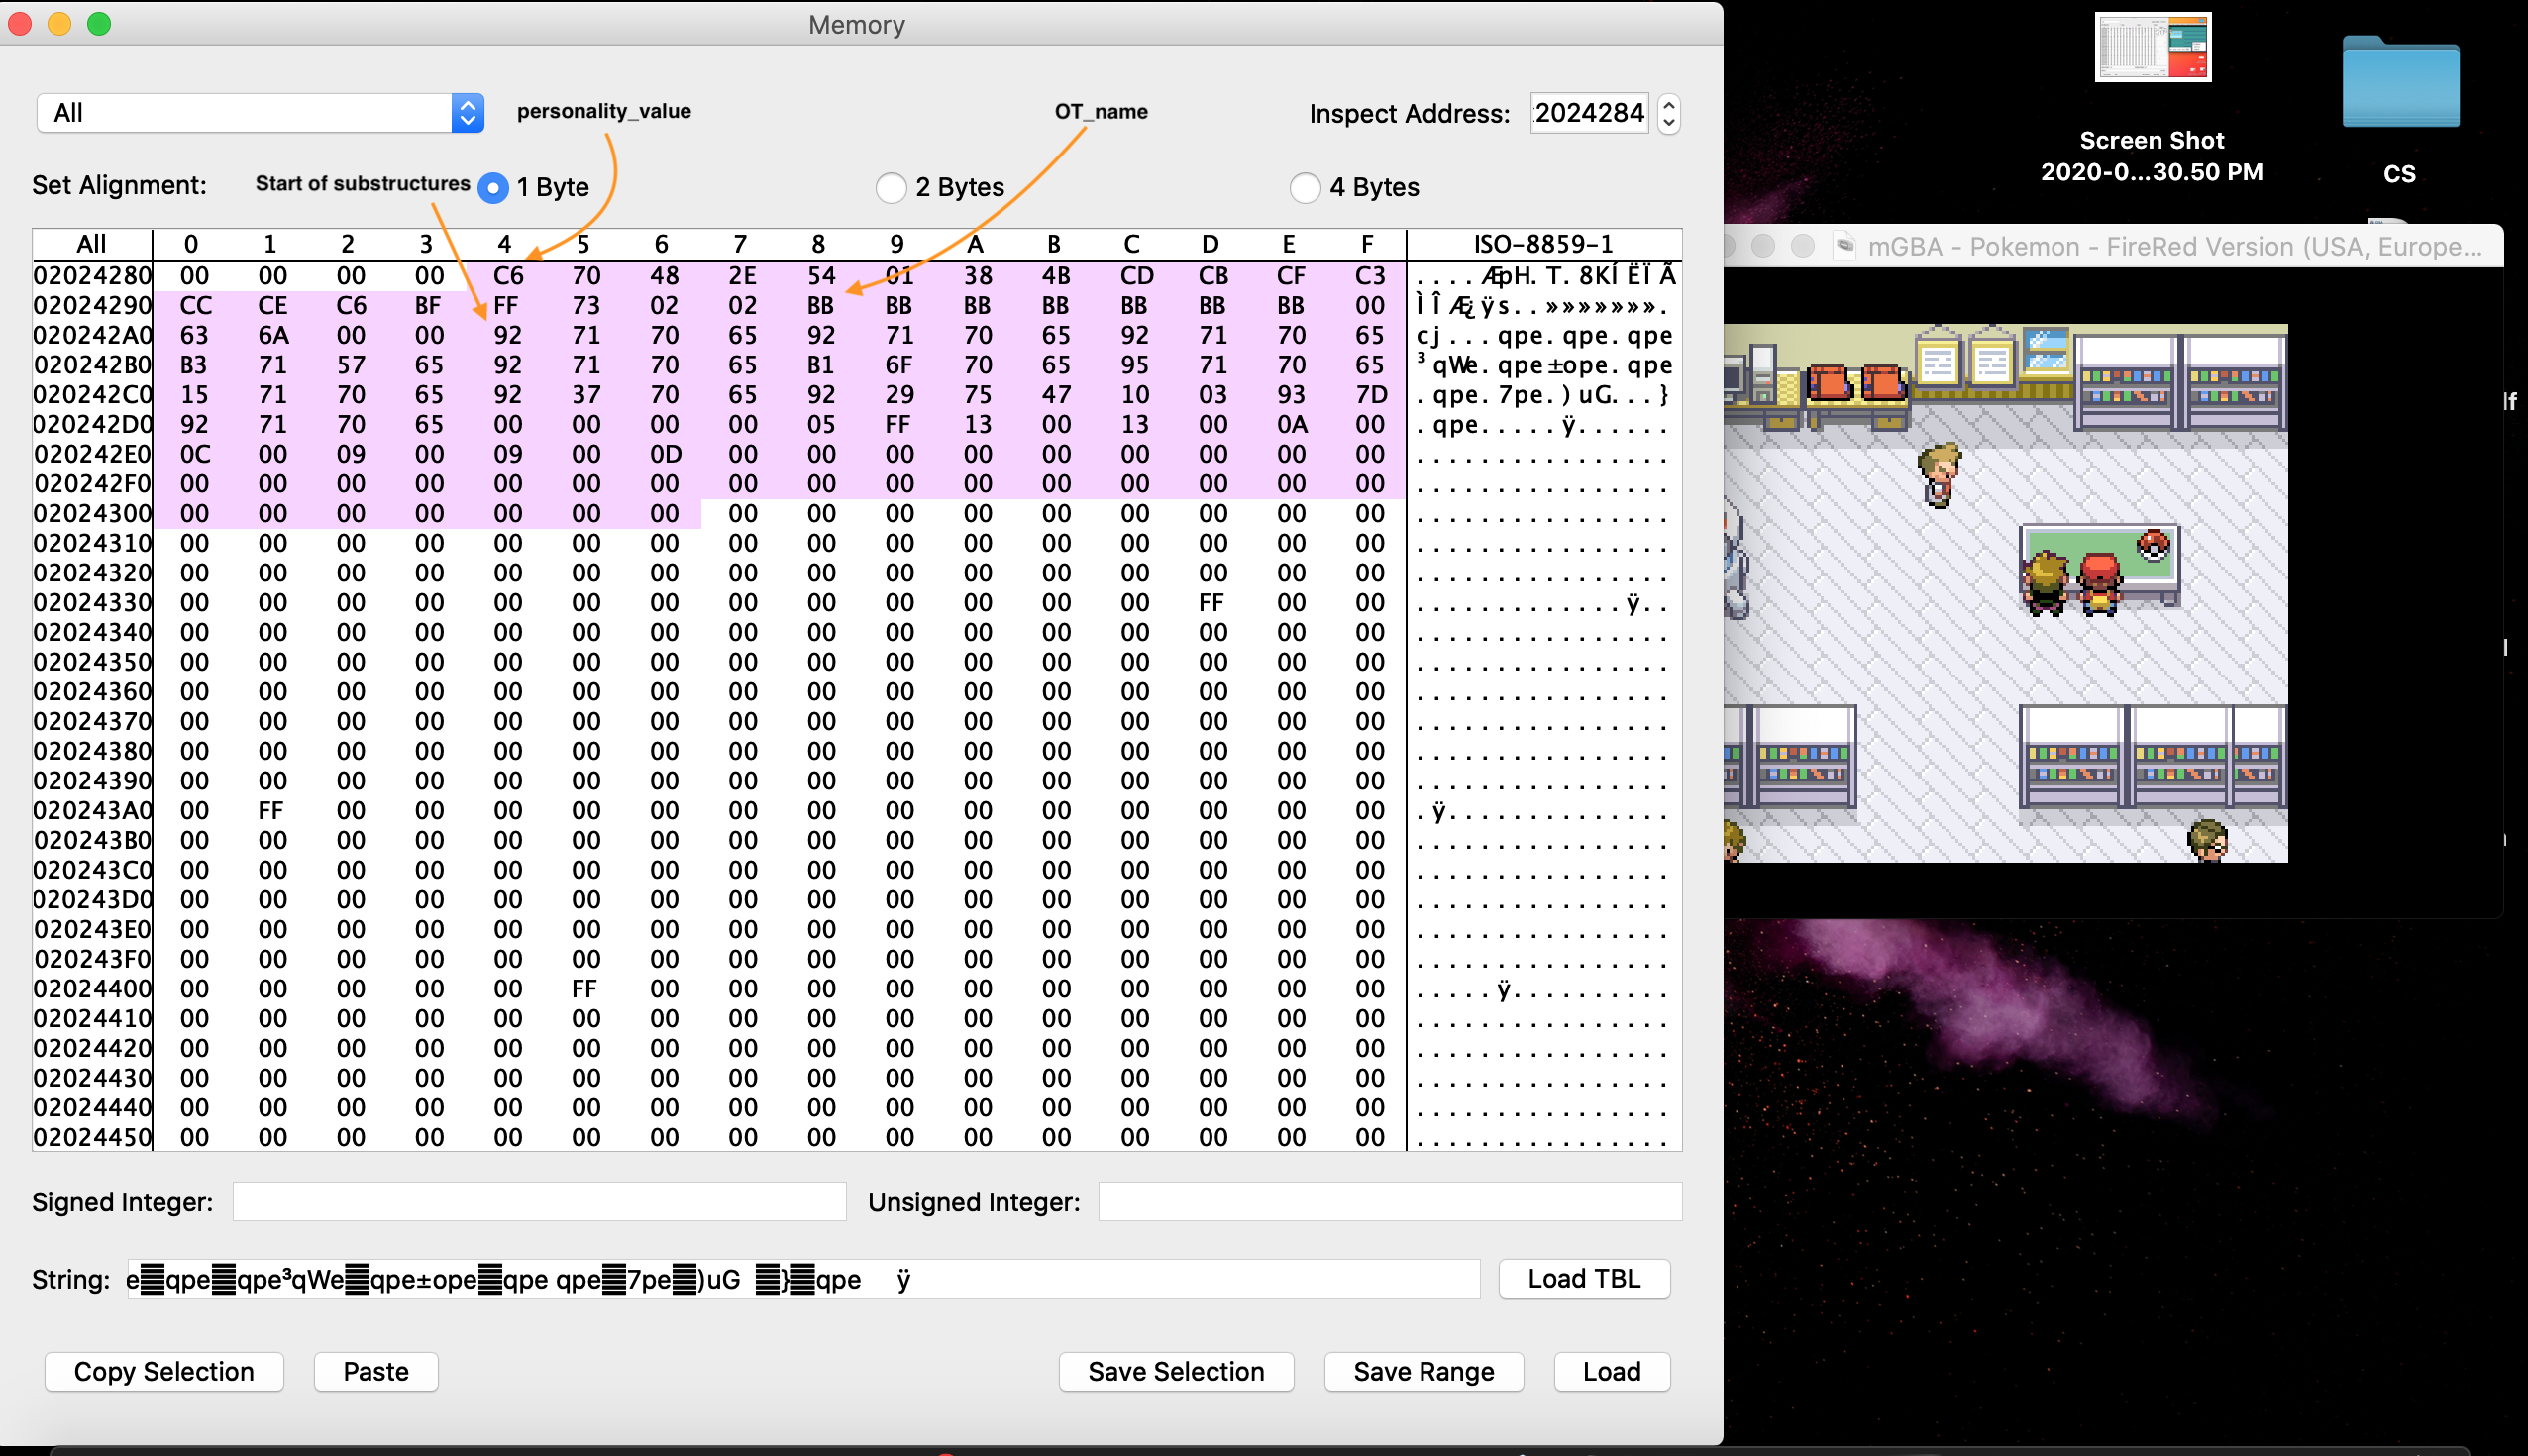 Memory
All
personality_value
OT_name
Inspect Address:
2024284
Set Alignment:
Start of substructures
1 Byte
2 Bytes
4 Bytes
All 0 1 2 3 4 5 6 7 8 9 A B C D E F ISO-8859-1
02024280 00 00 00 00 C6 70 48 2E 54 01 38 4B CD CB CF C3 ....ÆpH.T.8KÍËÏÃ
02024290 CC CE C6 BF FF 73 02 02 BB BB BB BB BB BB BB 00 ÌÎÆ¿ÿs..»»»»»»».
020242A0 63 6A 00 00 92 71 70 65 92 71 70 65 92 71 70 65 cj...qpe.qpe.qpe
020242B0 B3 71 57 65 92 71 70 65 B1 6F 70 65 95 71 70 65 ³qWe.qpe±ope.qpe
020242C0 15 71 70 65 92 37 70 65 92 29 75 47 10 03 93 7D .qpe.7pe.)uG...}
020242D0 92 71 70 65 00 00 00 00 05 FF 13 00 13 00 0A 00 .qpe.....ÿ......
020242E0 0C 00 09 00 09 00 0D 00 00 00 00 00 00 00 00 00 ................
020242F0 00 00 00 00 00 00 00 00 00 00 00 00 00 00 00 00 ................
02024300 00 00 00 00 00 00 00 00 00 00 00 00 00 00 00 00 ................
02024310 00 00 00 00 00 00 00 00 00 00 00 00 00 00 00 00 ................
02024320 00 00 00 00 00 00 00 00 00 00 00 00 00 00 00 00 ................
02024330 00 00 00 00 00 00 00 00 00 00 00 00 00 FF 00 00 .............ÿ..
02024340 00 00 00 00 00 00 00 00 00 00 00 00 00 00 00 00 ................
02024350 00 00 00 00 00 00 00 00 00 00 00 00 00 00 00 00 ................
02024360 00 00 00 00 00 00 00 00 00 00 00 00 00 00 00 00 ................
02024370 00 00 00 00 00 00 00 00 00 00 00 00 00 00 00 00 ................
02024380 00 00 00 00 00 00 00 00 00 00 00 00 00 00 00 00 ................
02024390 00 00 00 00 00 00 00 00 00 00 00 00 00 00 00 00 ................
020243A0 00 FF 00 00 00 00 00 00 00 00 00 00 00 00 00 00 .ÿ..............
020243B0 00 00 00 00 00 00 00 00 00 00 00 00 00 00 00 00 ................
020243C0 00 00 00 00 00 00 00 00 00 00 00 00 00 00 00 00 ................
020243D0 00 00 00 00 00 00 00 00 00 00 00 00 00 00 00 00 ................
020243E0 00 00 00 00 00 00 00 00 00 00 00 00 00 00 00 00 ................
020243F0 00 00 00 00 00 00 00 00 00 00 00 00 00 00 00 00 ................
02024400 00 00 00 00 00 FF 00 00 00 00 00 00 00 00 00 00 .....ÿ..........
02024410 00 00 00 00 00 00 00 00 00 00 00 00 00 00 00 00 ................
02024420 00 00 00 00 00 00 00 00 00 00 00 00 00 00 00 00 ................
02024430 00 00 00 00 00 00 00 00 00 00 00 00 00 00 00 00 ................
02024440 00 00 00 00 00 00 00 00 00 00 00 00 00 00 00 00 ................
02024450 00 00 00 00 00 00 00 00 00 00 00 00 00 00 00 00 ................
Signed Integer:
Unsigned Integer:
String: e▒qpe▒qpe³qWe▒qpe±ope▒qpe qpe▒7pe▒)uG ▒}▒qpe ÿ
Load TBL
Copy Selection
Paste
Save Selection
Save Range
Load
Screen Shot
2020-0...30.50 PM
CS
mGBA - Pokemon - FireRed Version (USA, Europe...